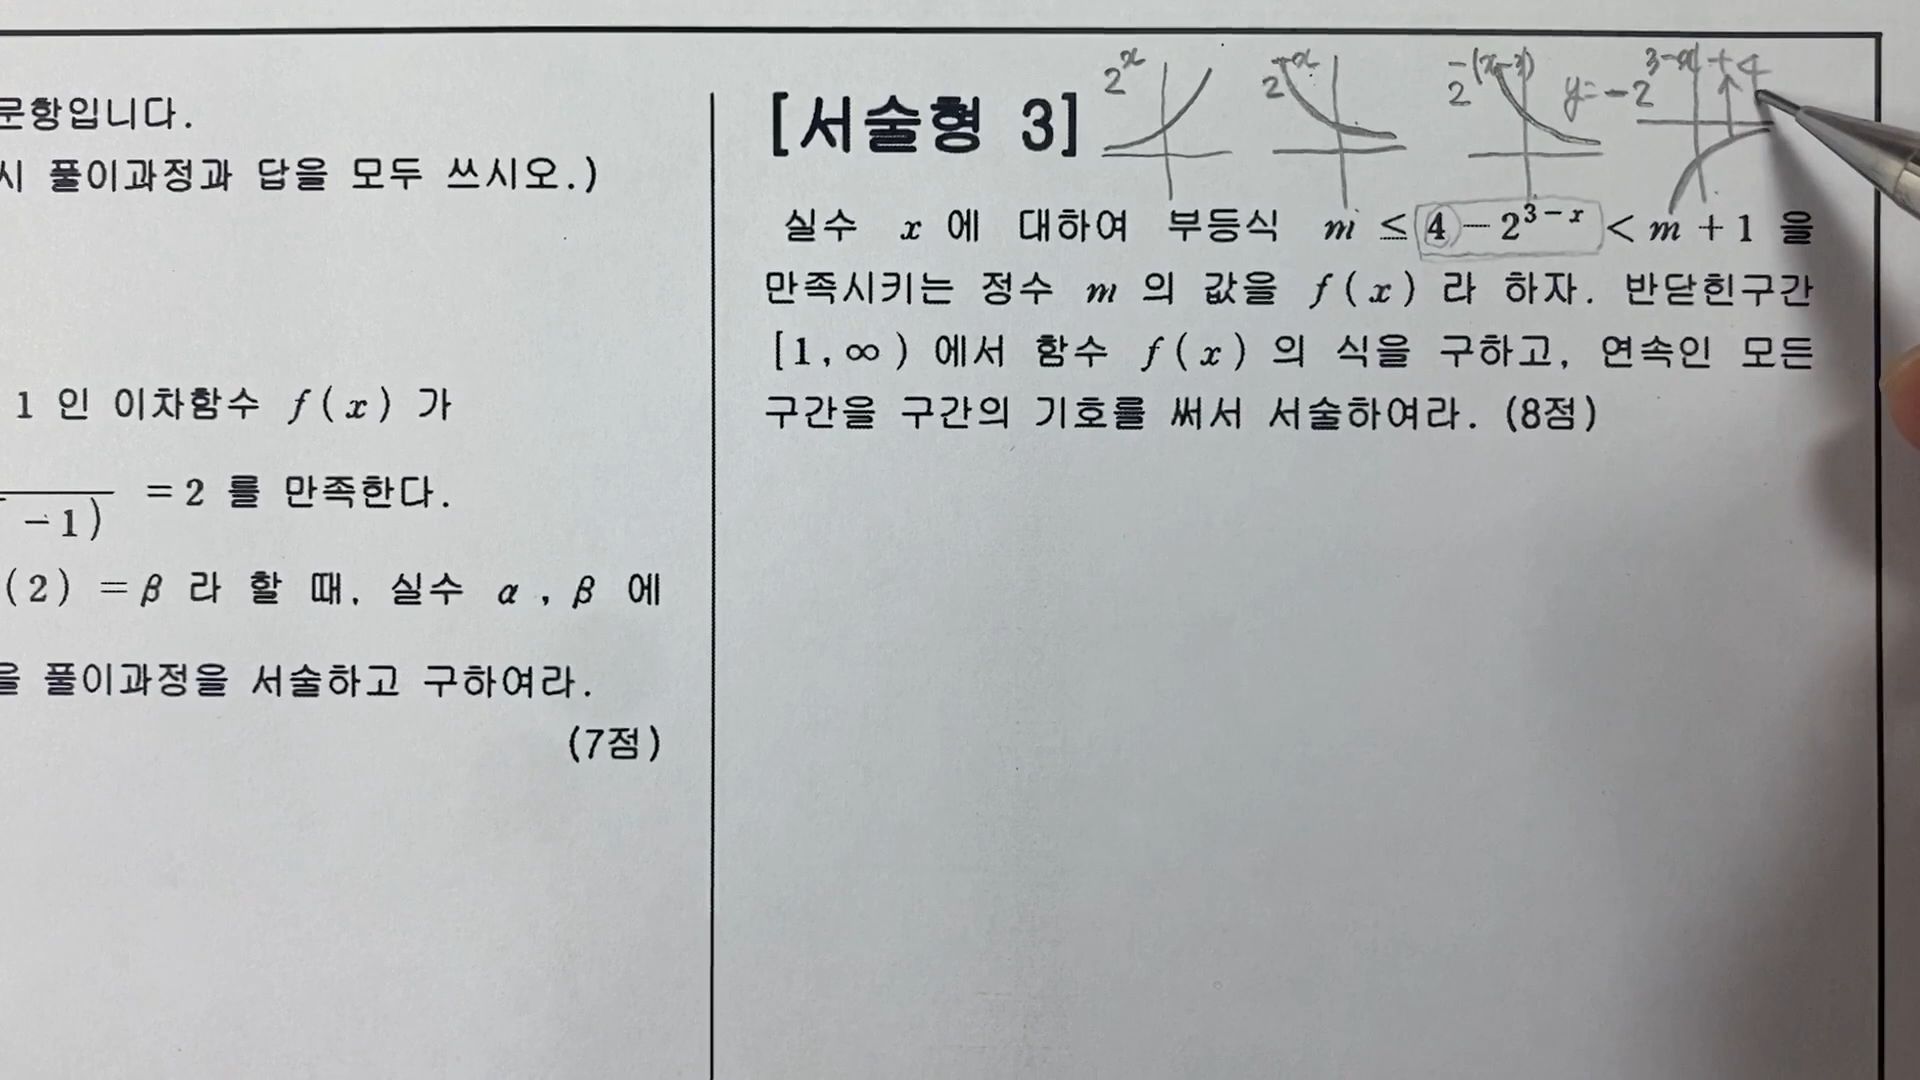 문항입니다.
시 풀이과정과 답을 모두 쓰시오.)
1 인 이차함수 f(x) 가
-1) = 2 를 만족한다.
(2) = β 라 할 때, 실수 α, β 에
을 풀이과정을 서술하고 구하여라.
(7점)
2^x 2^-x 2^-(x-3) y=-2^3-x+4
[서술형 3]
실수 x 에 대하여 부등식 m ≤ 4 - 2^3-x < m + 1 을
만족시키는 정수 m 의 값을 f(x) 라 하자. 반닫힌구간
[1, ∞) 에서 함수 f(x) 의 식을 구하고, 연속인 모든
구간을 구간의 기호를 써서 서술하여라. (8점)